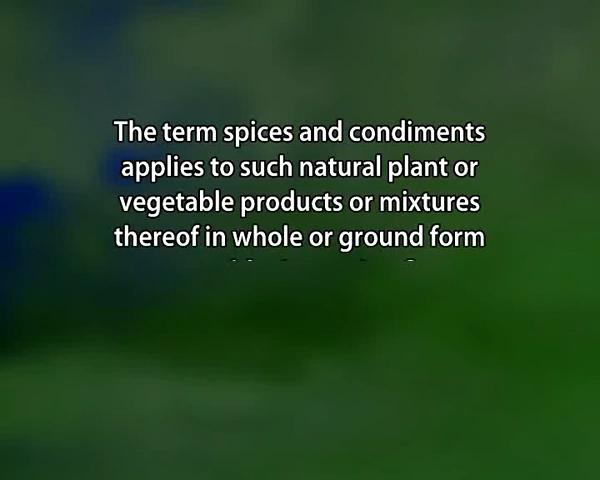 The term spices and condiments
applies to such natural plant or
vegetable products or mixtures
thereof in whole or ground form